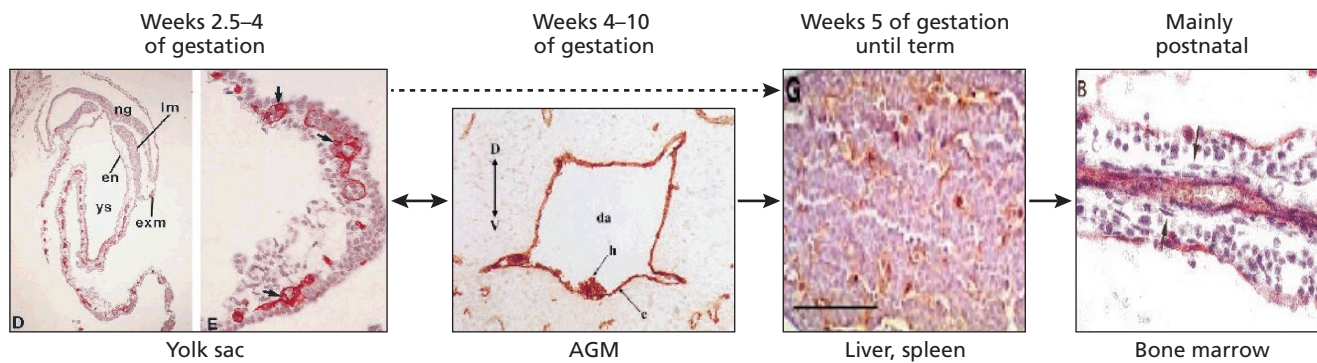 Weeks 2.5–4
of gestation
Weeks 4–10
of gestation
Weeks 5 of gestation
until term
Mainly
postnatal
ng
lm
en
ys
exm
D
E
D
V
da
h
c
G
B
Yolk sac
AGM
Liver, spleen
Bone marrow